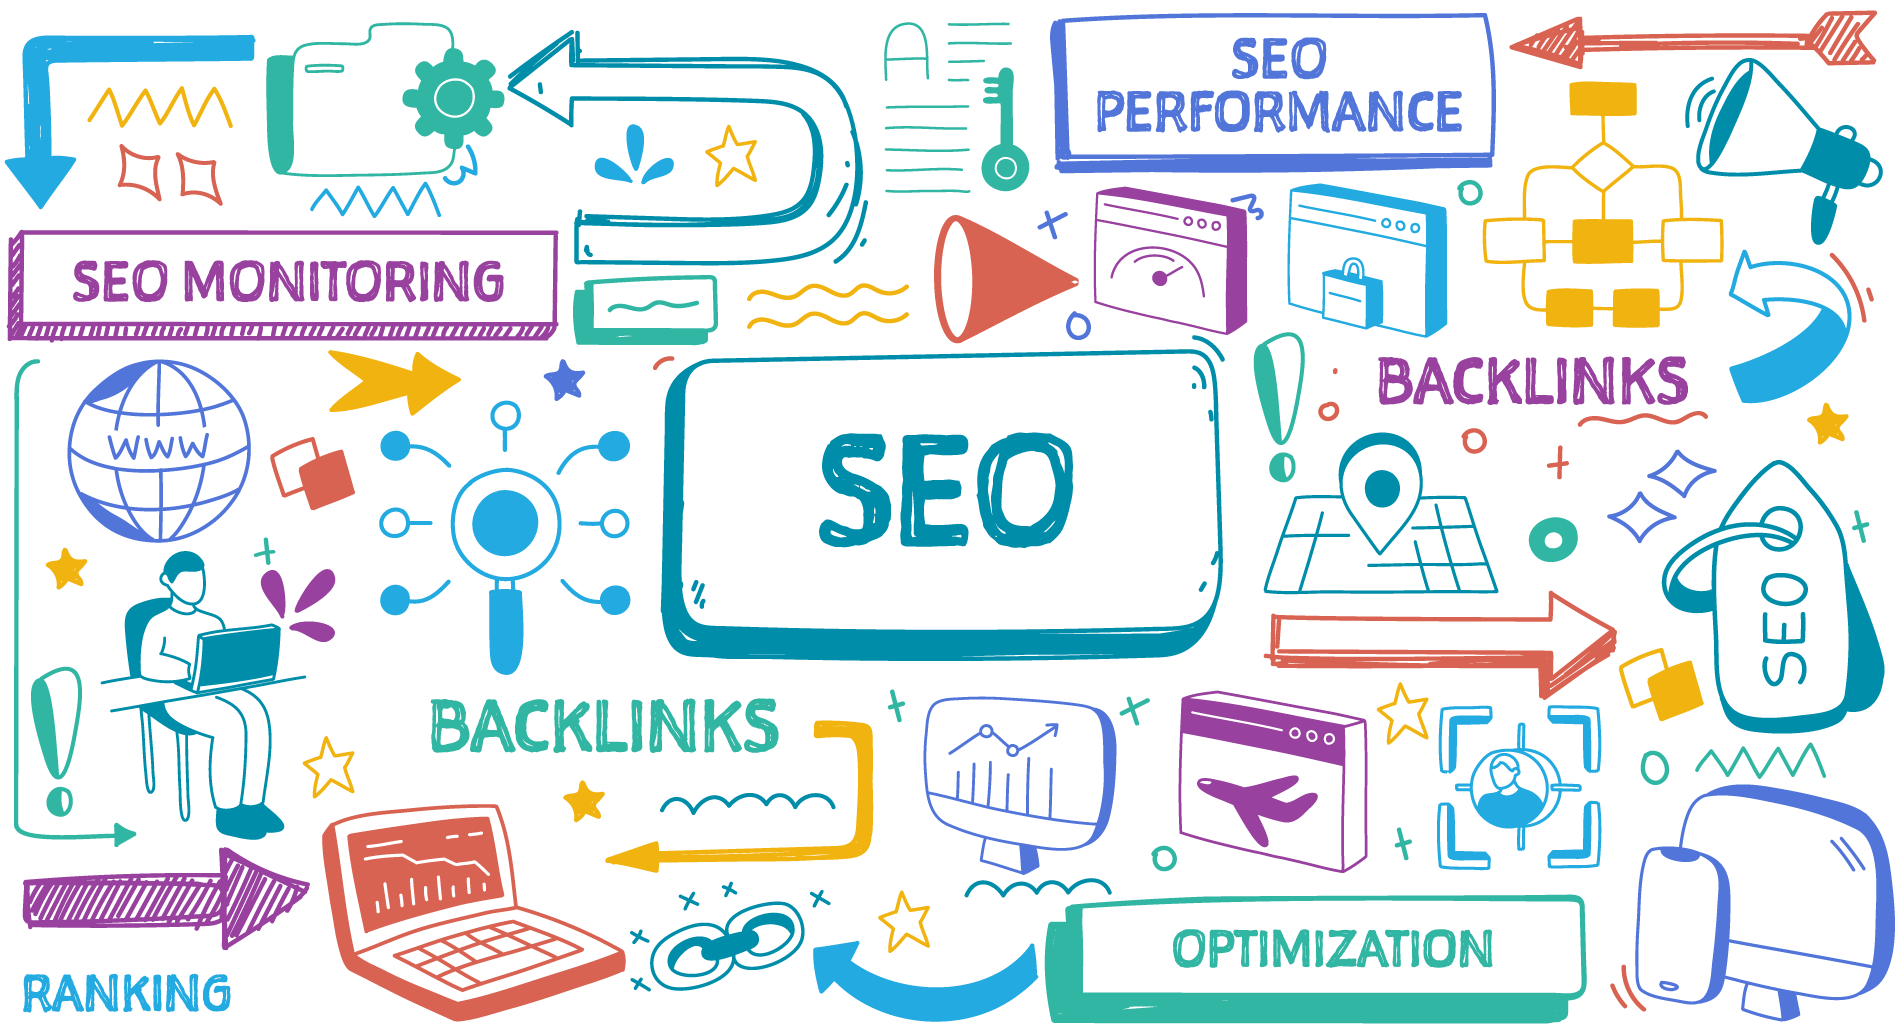 SEO
PERFORMANCE
SEO MONITORING
BACKLINKS
WWW
SEO
SEO
BACKLINKS
OPTIMIZATION
RANKING